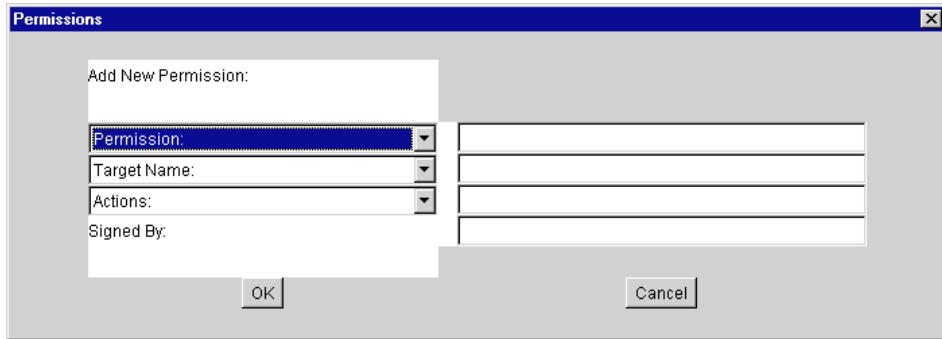 Permissions
Add New Permission:
Permission:
Target Name:
Actions:
Signed By:
OK
Cancel